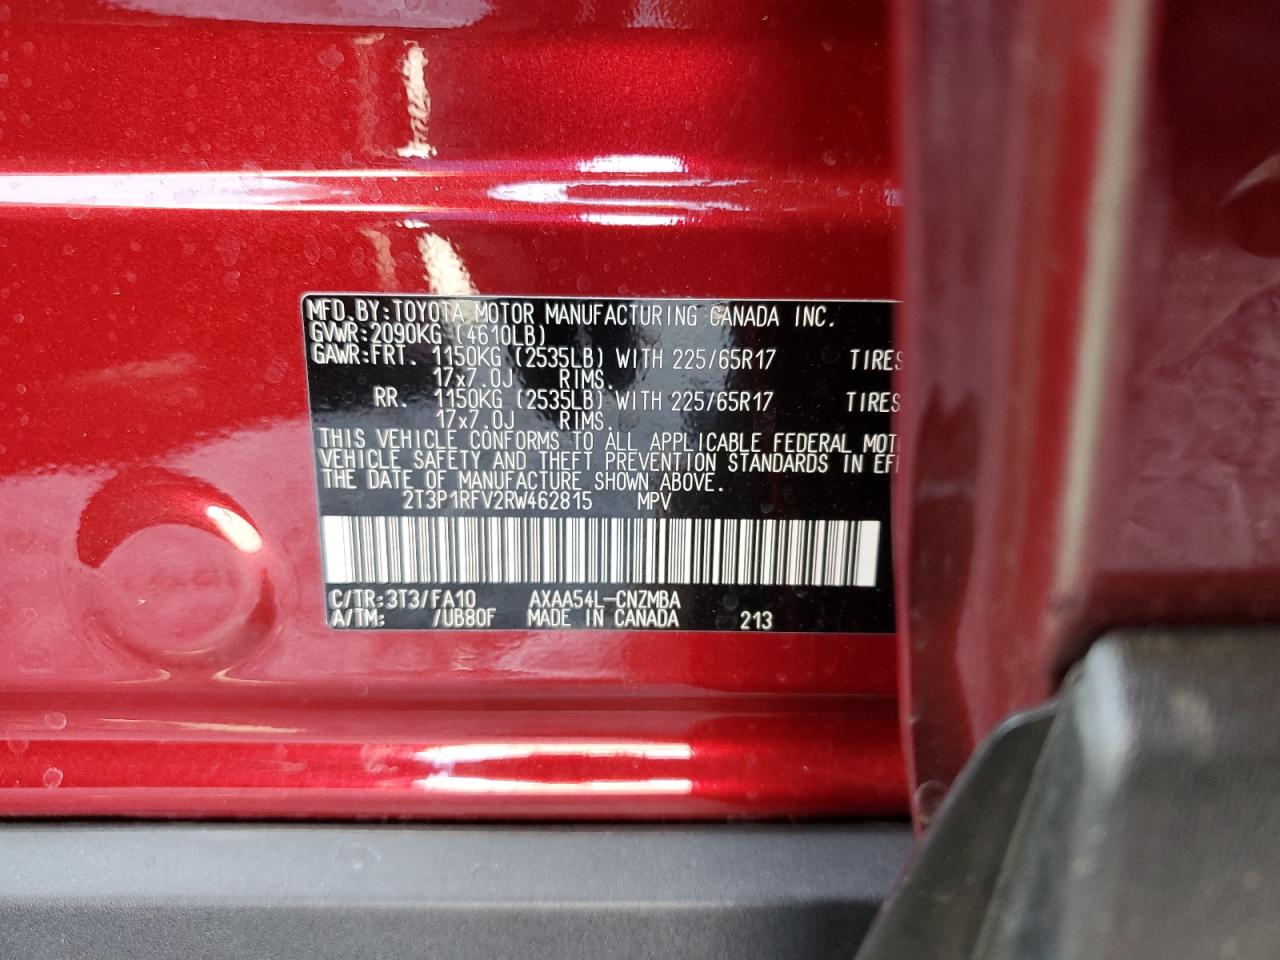 MFD.BY:TOYOTA MOTOR MANUFACTURING CANADA INC.
GVWR:2090KG (4610LB)
GAWR:FRT. 1150KG (2535LB) WITH 225/65R17 TIRES
17x7.0J RIMS.
RR. 1150KG (2535LB) WITH 225/65R17 TIRES
17x7.0J RIMS.
THIS VEHICLE CONFORMS TO ALL APPLICABLE FEDERAL MOT
VEHICLE SAFETY AND THEFT PREVENTION STANDARDS IN EF
THE DATE OF MANUFACTURE SHOWN ABOVE.
2T3P1RFV2RW462815 MPV
C/TR:3T3/FA10 AXAA54L-CNZMBA
A/TM: /UB80F MADE IN CANADA 213